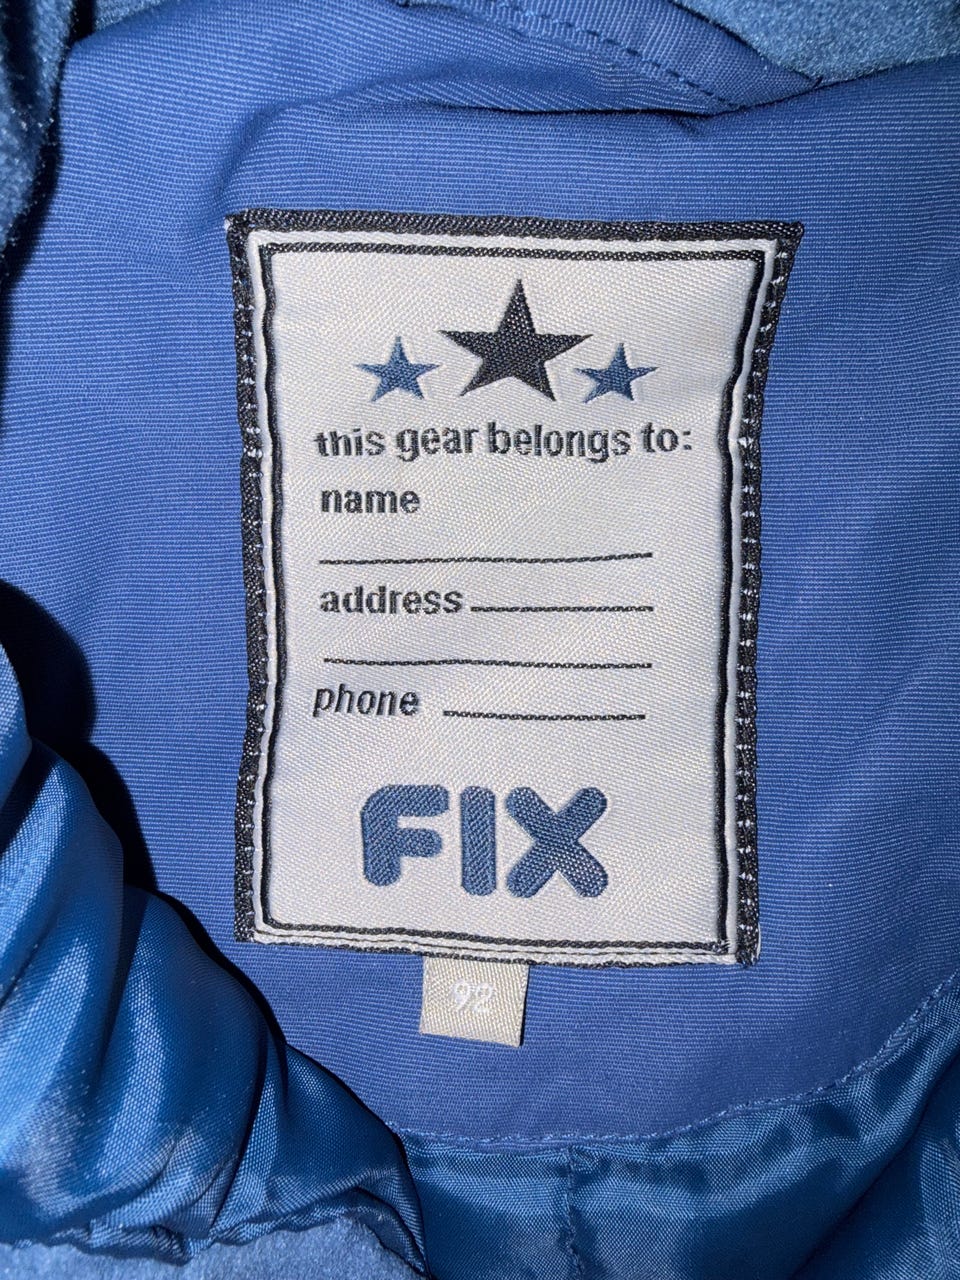 this gear belongs to:
name
address
phone
FIX
92